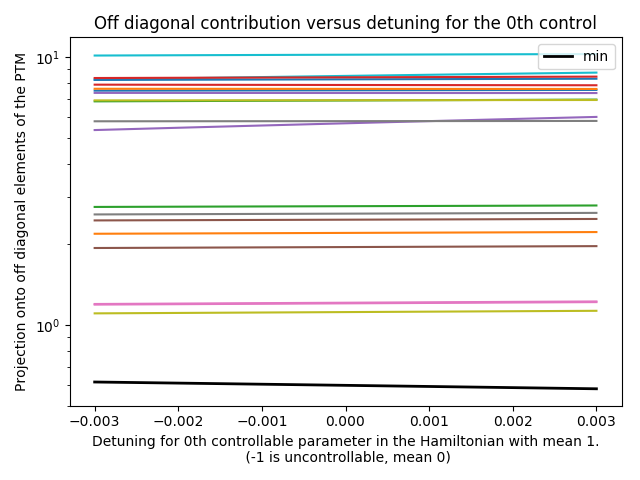 Off diagonal contribution versus detuning for the 0th control
Projection onto off diagonal elements of the PTM
10¹
10⁰
min
−0.003
−0.002
−0.001
0.000
0.001
0.002
0.003
Detuning for 0th controllable parameter in the Hamiltonian with mean 1.
(-1 is uncontrollable, mean 0)